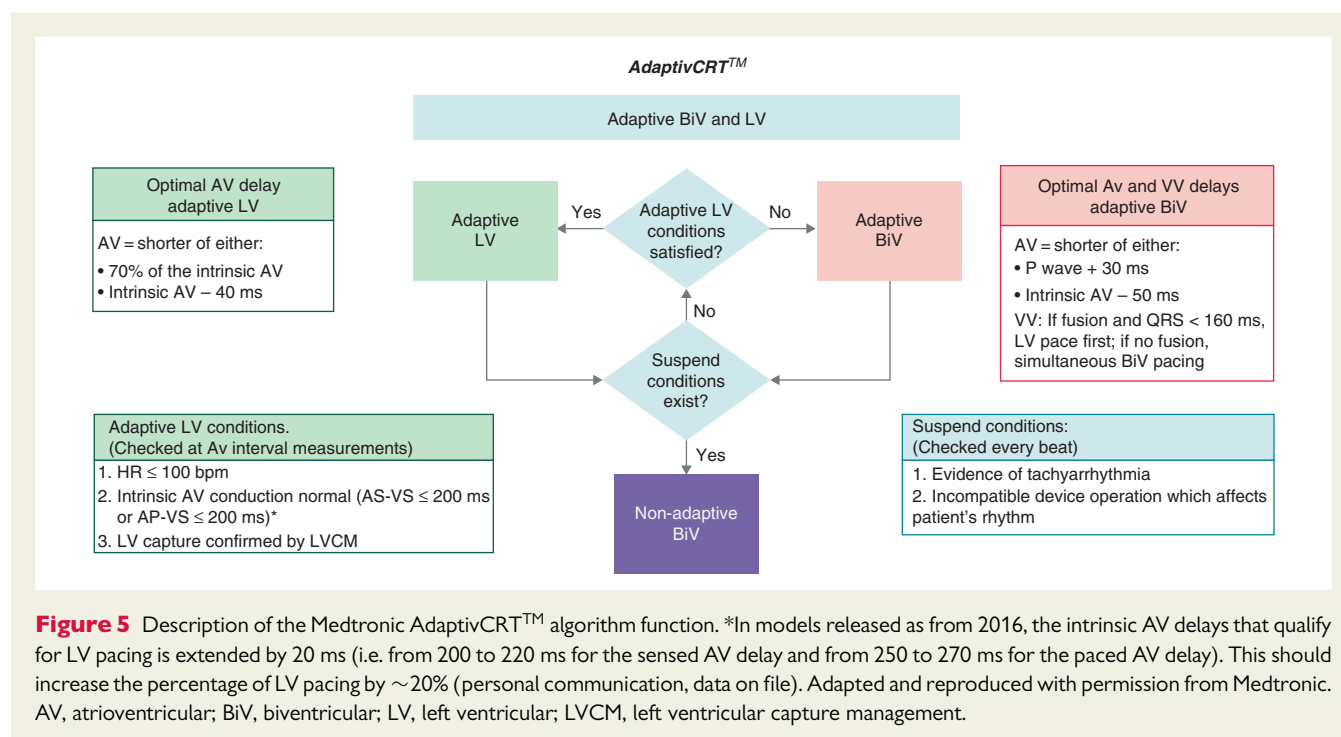 AdaptivCRT™
Adaptive BiV and LV
Optimal AV delay
adaptive LV
AV = shorter of either:
• 70% of the intrinsic AV
• Intrinsic AV – 40 ms
Adaptive
LV
Yes
Adaptive LV
conditions
satisfied?
No
Adaptive
BiV
Optimal Av and VV delays
adaptive BiV
AV = shorter of either:
• P wave + 30 ms
• Intrinsic AV – 50 ms
VV: If fusion and QRS < 160 ms,
LV pace first; if no fusion,
simultaneous BiV pacing
No
Suspend
conditions
exist?
Yes
Non-adaptive
BiV
Adaptive LV conditions.
(Checked at Av interval measurements)
1. HR ≤ 100 bpm
2. Intrinsic AV conduction normal (AS-VS ≤ 200 ms
or AP-VS ≤ 200 ms)*
3. LV capture confirmed by LVCM
Suspend conditions:
(Checked every beat)
1. Evidence of tachyarrhythmia
2. Incompatible device operation which affects
patient's rhythm
Figure 5 Description of the Medtronic AdaptivCRT™ algorithm function. *In models released as from 2016, the intrinsic AV delays that qualify
for LV pacing is extended by 20 ms (i.e. from 200 to 220 ms for the sensed AV delay and from 250 to 270 ms for the paced AV delay). This should
increase the percentage of LV pacing by ~20% (personal communication, data on file). Adapted and reproduced with permission from Medtronic.
AV, atrioventricular; BiV, biventricular; LV, left ventricular; LVCM, left ventricular capture management.